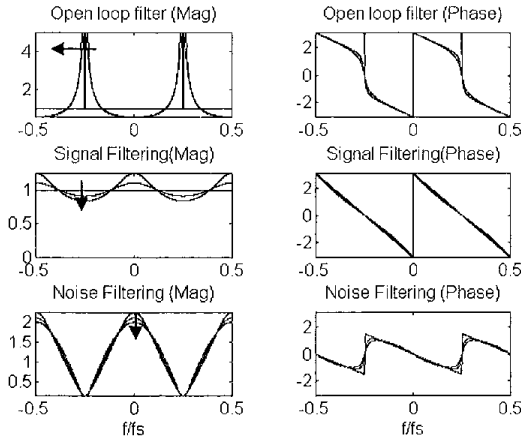 Open loop filter (Mag)
4
2
-0.5 0 0.5
Open loop filter (Phase)
2
0
-2
-0.5 0 0.5
Signal Filtering(Mag)
1
0.5
0
-0.5 0 0.5
Signal Filtering(Phase)
2
0
-2
-0.5 0 0.5
Noise Filtering (Mag)
2
1.5
1
0.5
-0.5 0 0.5
f/fs
Noise Filtering (Phase)
2
0
-2
-0.5 0 0.5
f/fs